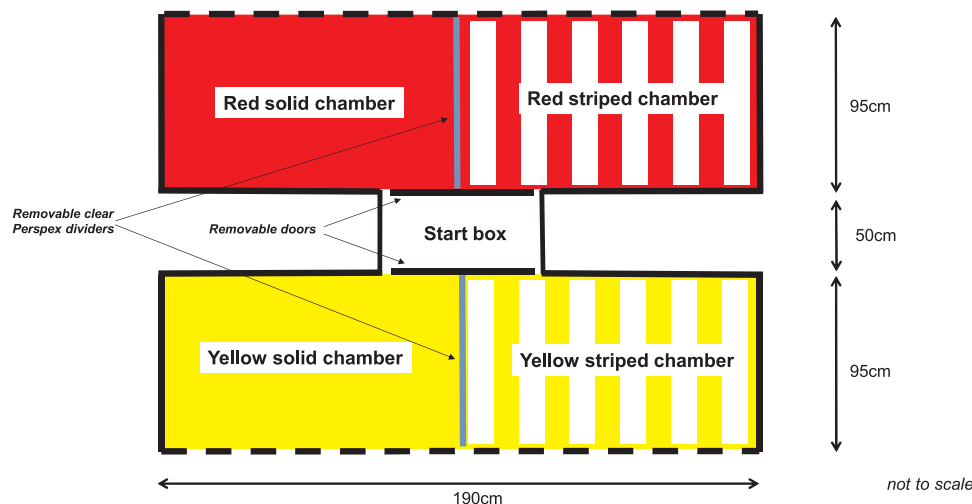 Red solid chamber
Red striped chamber
95cm
Removable clear
Perspex dividers
Removable doors
Start box
50cm
Yellow solid chamber
Yellow striped chamber
95cm
190cm
not to scale